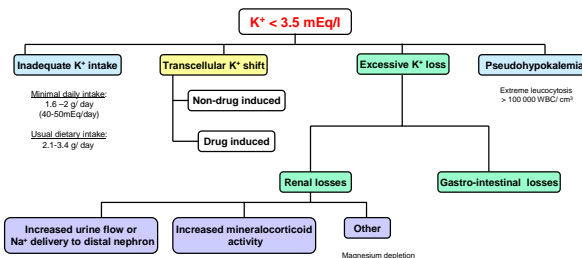 K⁺ < 3.5 mEq/l
Inadequate K⁺ intake
Transcellular K⁺ shift
Excessive K⁺ loss
Pseudohypokalemia
Minimal daily intake:
1.6 –2 g/ day
(40-50mEq/day)
Usual dietary intake:
2.1-3.4 g/ day
Non-drug induced
Drug induced
Extreme leucocytosis
> 100 000 WBC/ cm³
Renal losses
Gastro-intestinal losses
Increased urine flow or
Na⁺ delivery to distal nephron
Increased mineralocorticoid
activity
Other
Magnesium depletion